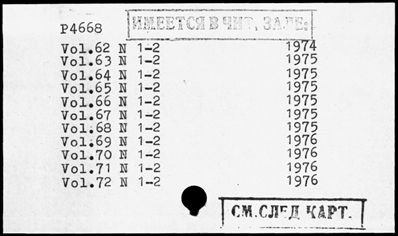 ИМЕЕТСЯ В ЧИТ. ЗАЛЕ:
P4668
Vol.62 N 1-2 1974
Vol.63 N 1-2 1975
Vol.64 N 1-2 1975
Vol.65 N 1-2 1975
Vol.66 N 1-2 1975
Vol.67 N 1-2 1975
Vol.68 N 1-2 1975
Vol.69 N 1-2 1976
Vol.70 N 1-2 1976
Vol.71 N 1-2 1976
Vol.72 N 1-2 1976
СМ.СЛЕД КАРТ.